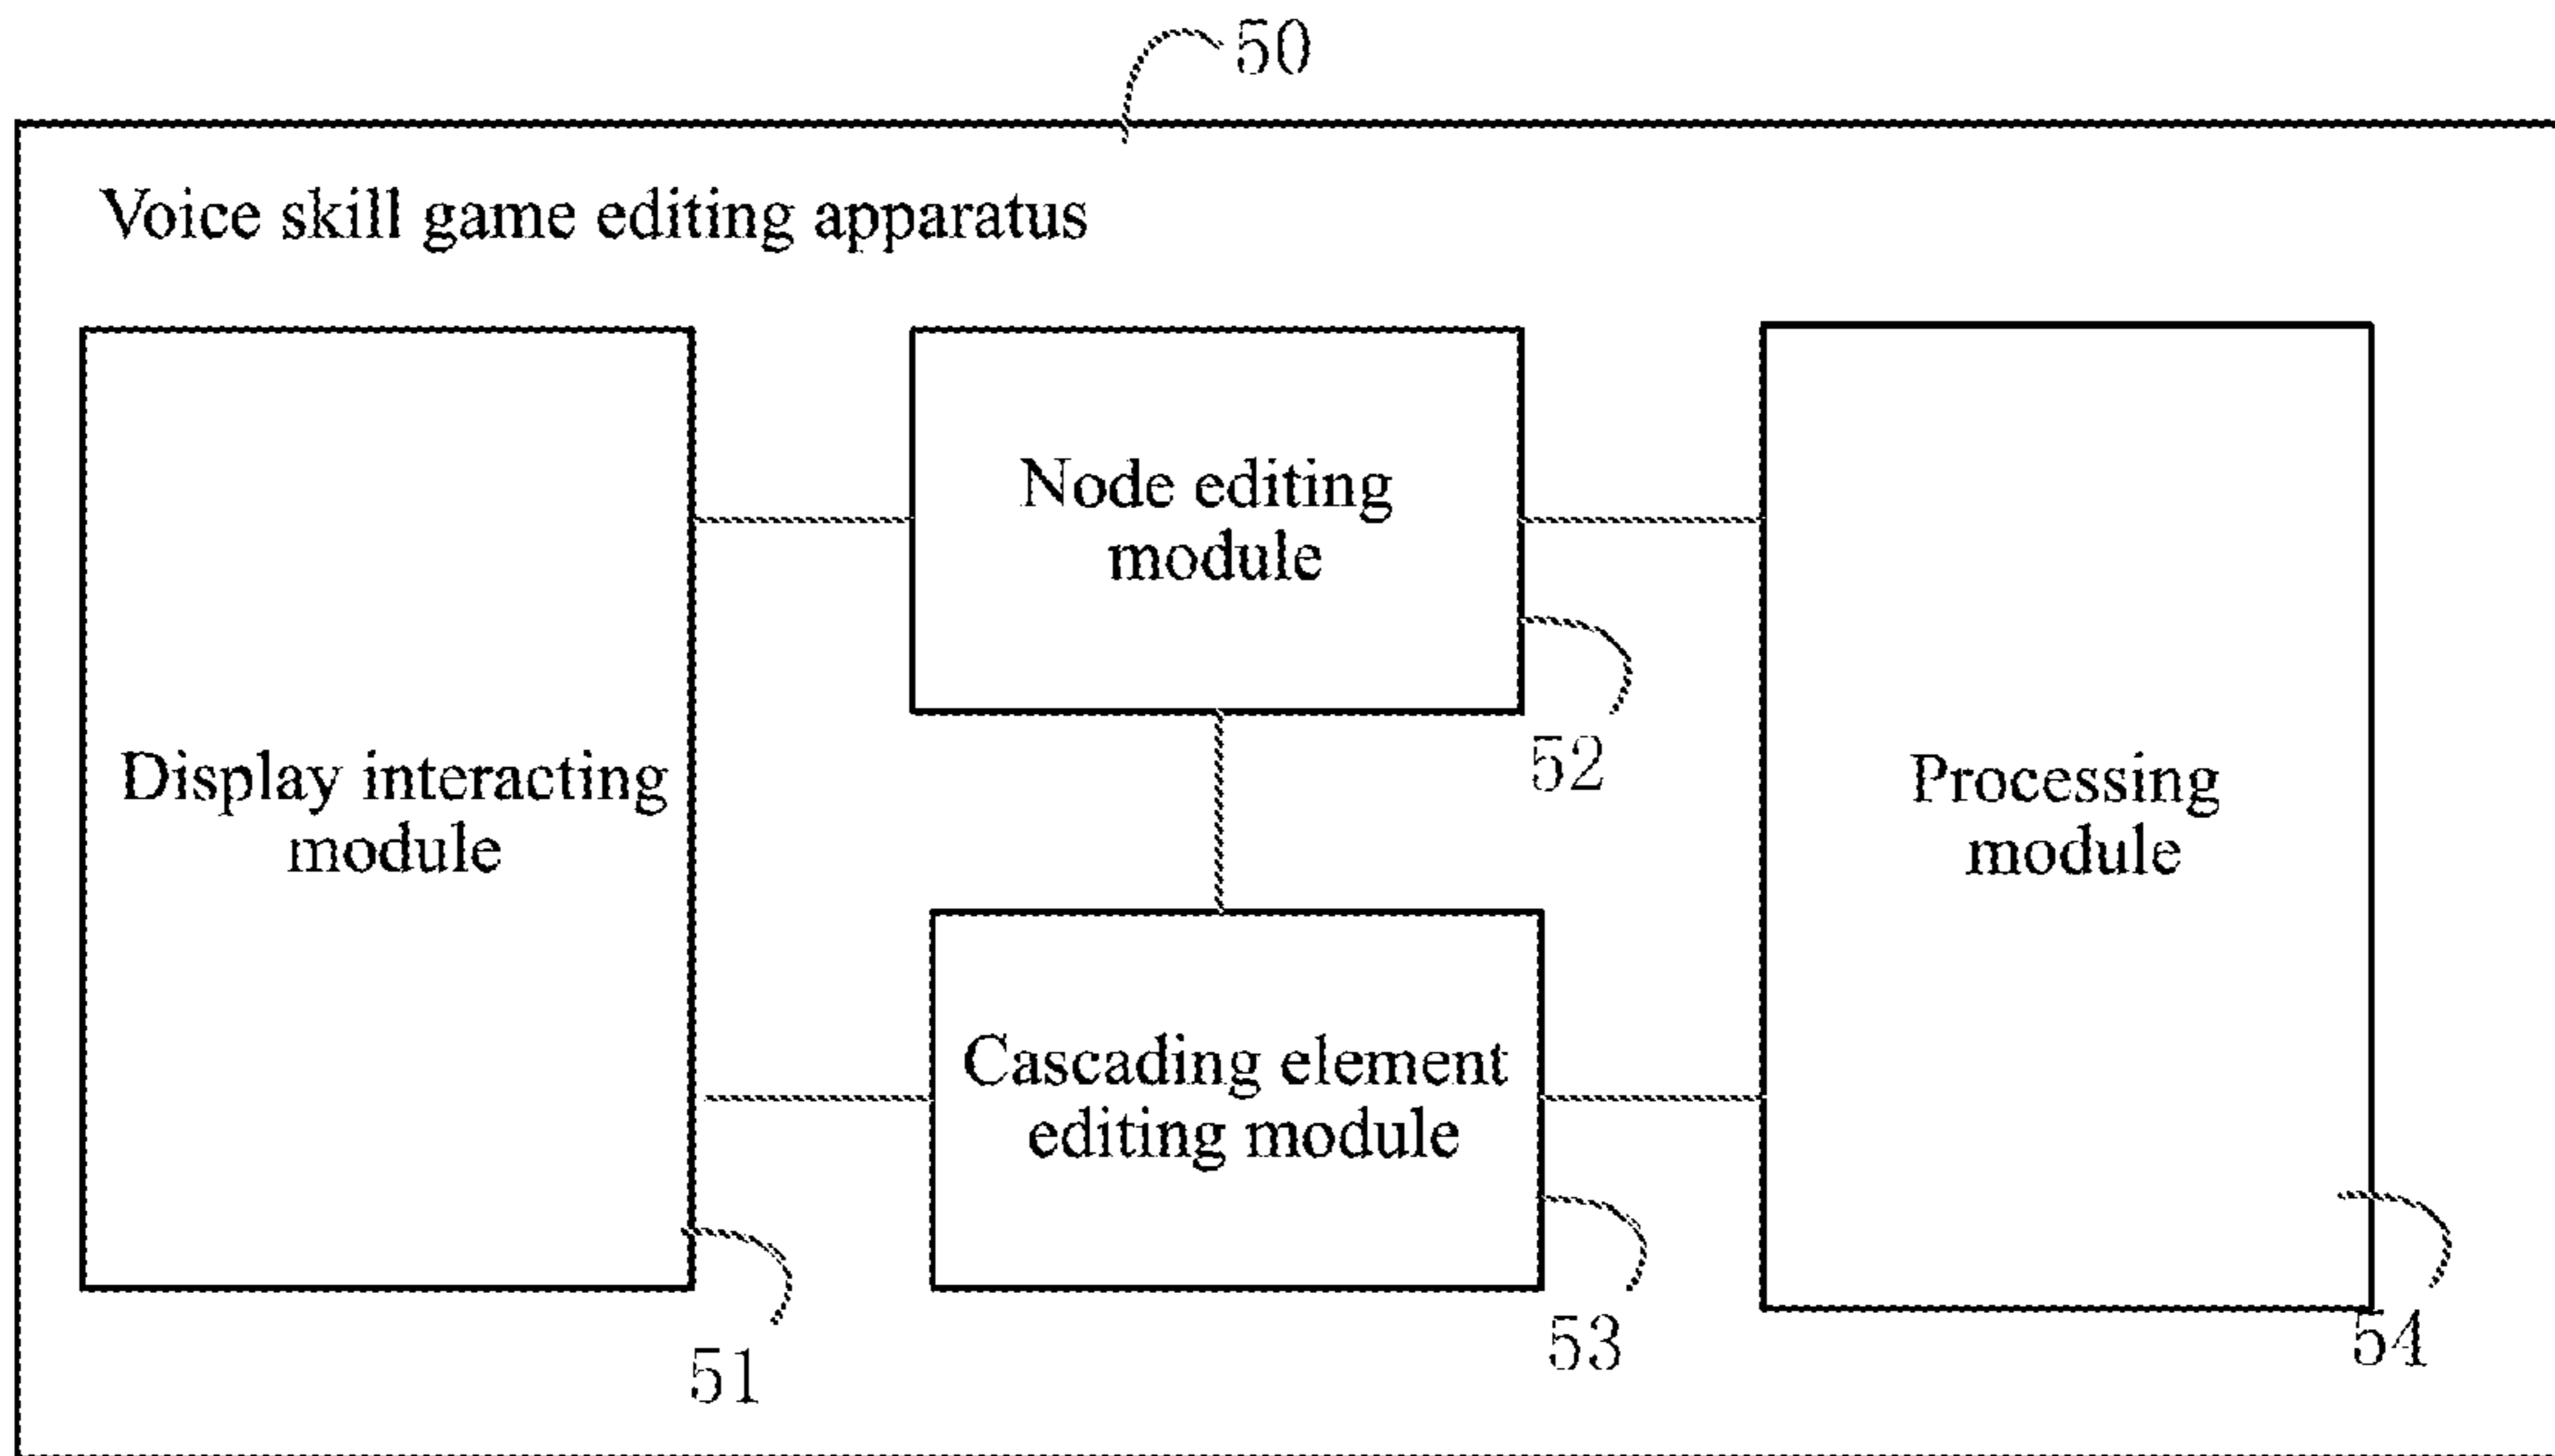 50
Voice skill game editing apparatus
Node editing
module
52
Display interacting
module
Processing
module
Cascading element
editing module
51
53
54